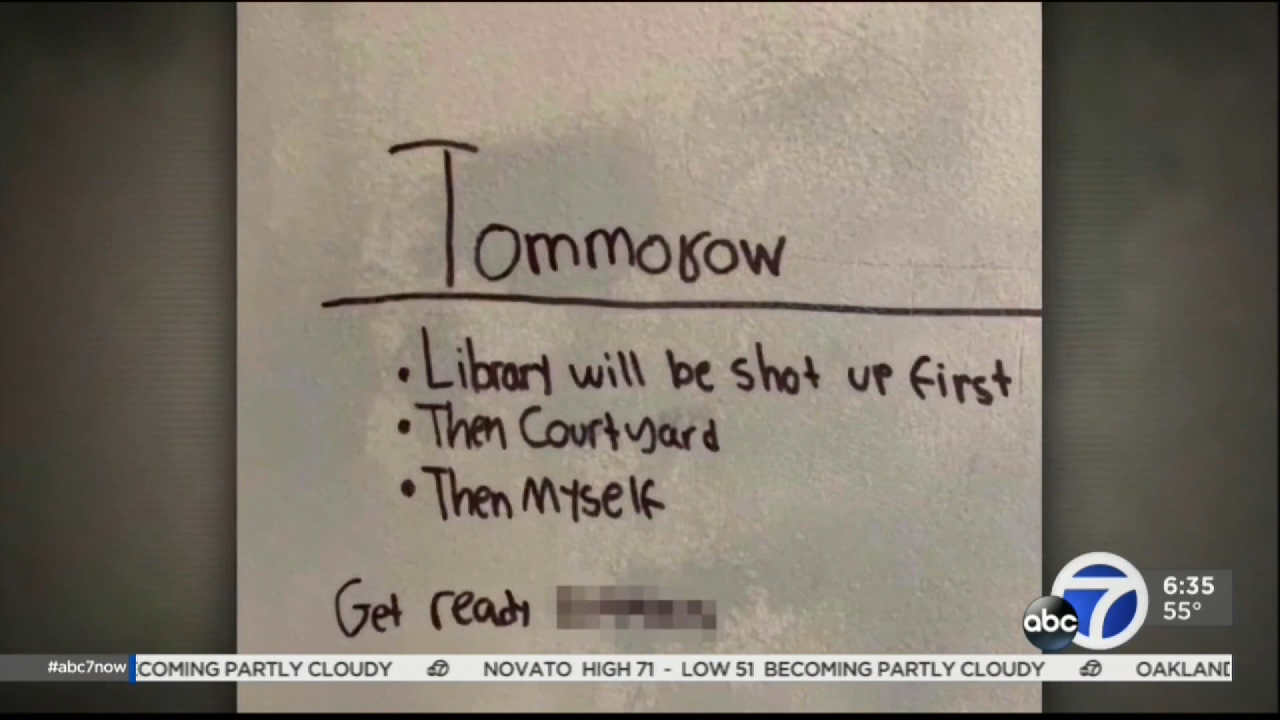 Tommorow
• Library will be shot up first
• Then Courtyard
• Then Myself
Get ready
abc 7
6:35
55°
#abc7now
COMING PARTLY CLOUDY
NOVATO HIGH 71 - LOW 51 BECOMING PARTLY CLOUDY
OAKLAND